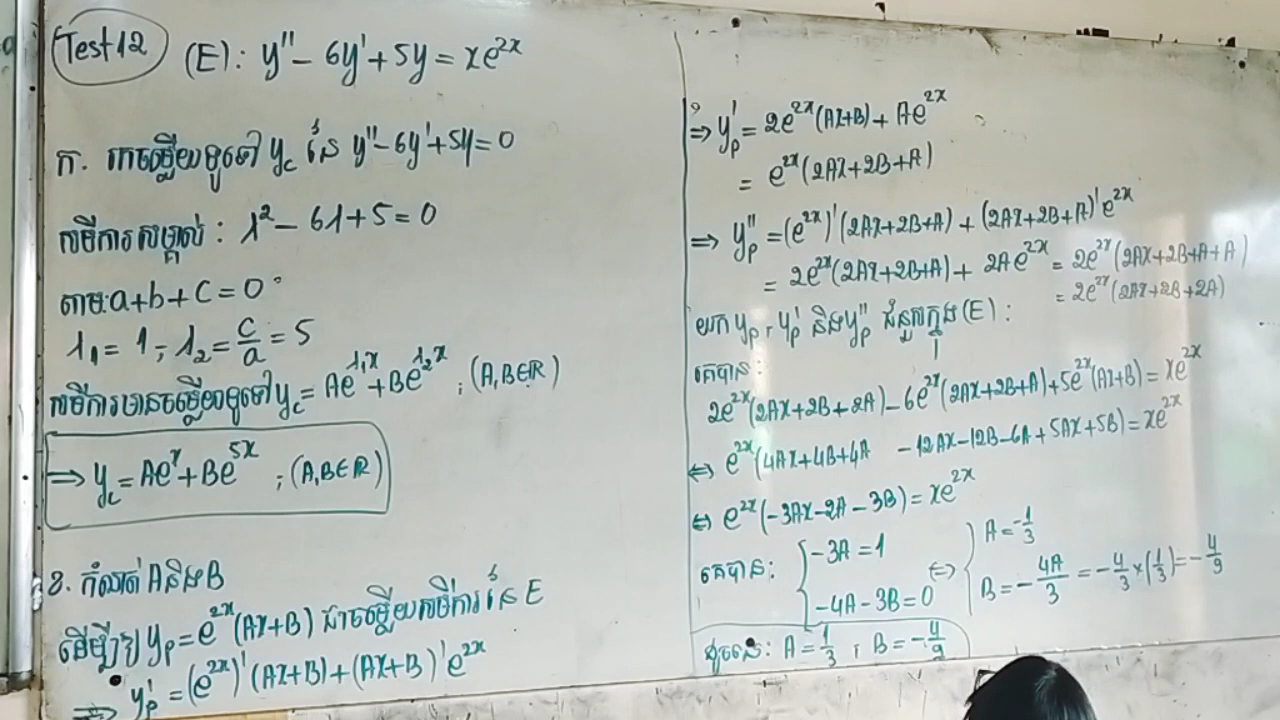 Test 12 (E): y'' - 6y' + 5y = xe^{2x}
ក. រកចម្លើយទូទៅ y_c នៃ y'' - 6y' + 5y = 0
សមីការសម្គាល់ : λ² - 6λ + 5 = 0
តាម: a + b + c = 0
λ₁ = 1 , λ₂ = c/a = 5
សមីការមានចម្លើយទូទៅ y_c = Ae^{λ₁x} + Be^{λ₂x} ; (A, B∈ℝ)
⇒ y_c = Ae^x + Be^{5x} ; (A, B∈ℝ)
2. កំណត់ A និង B
ដើម្បីឱ្យ y_p = e^{2x}(Ax+B) ជាចម្លើយសមីការនៃ E
⇒ y'_p = (e^{2x})'(Ax+B) + (Ax+B)'e^{2x}
⇒ y'_p = 2e^{2x}(Ax+B) + Ae^{2x}
= e^{2x}(2Ax+2B+A)
⇒ y''_p = (e^{2x})'(2Ax+2B+A) + (2Ax+2B+A)'e^{2x}
= 2e^{2x}(2Ax+2B+A) + 2Ae^{2x} = 2e^{2x}(2Ax+2B+A+A)
= 2e^{2x}(2Ax+2B+2A)
យក y_p , y'_p និង y''_p ជំនួសក្នុង (E) :
គេបាន :
2e^{2x}(2Ax+2B+2A) - 6e^{2x}(2Ax+2B+A) + 5e^{2x}(Ax+B) = xe^{2x}
⇔ e^{2x}(4Ax+4B+4A - 12Ax - 12B - 6A + 5Ax + 5B) = xe^{2x}
⇔ e^{2x}(-3Ax - 2A - 3B) = xe^{2x}
គេបាន : { -3A = 1 ⇔ { A = -1/3
-4A - 3B = 0 B = -4A/3 = -4/3 × (1/3) = -4/9
ដូចនេះ : A = 1/3 , B = -4/9